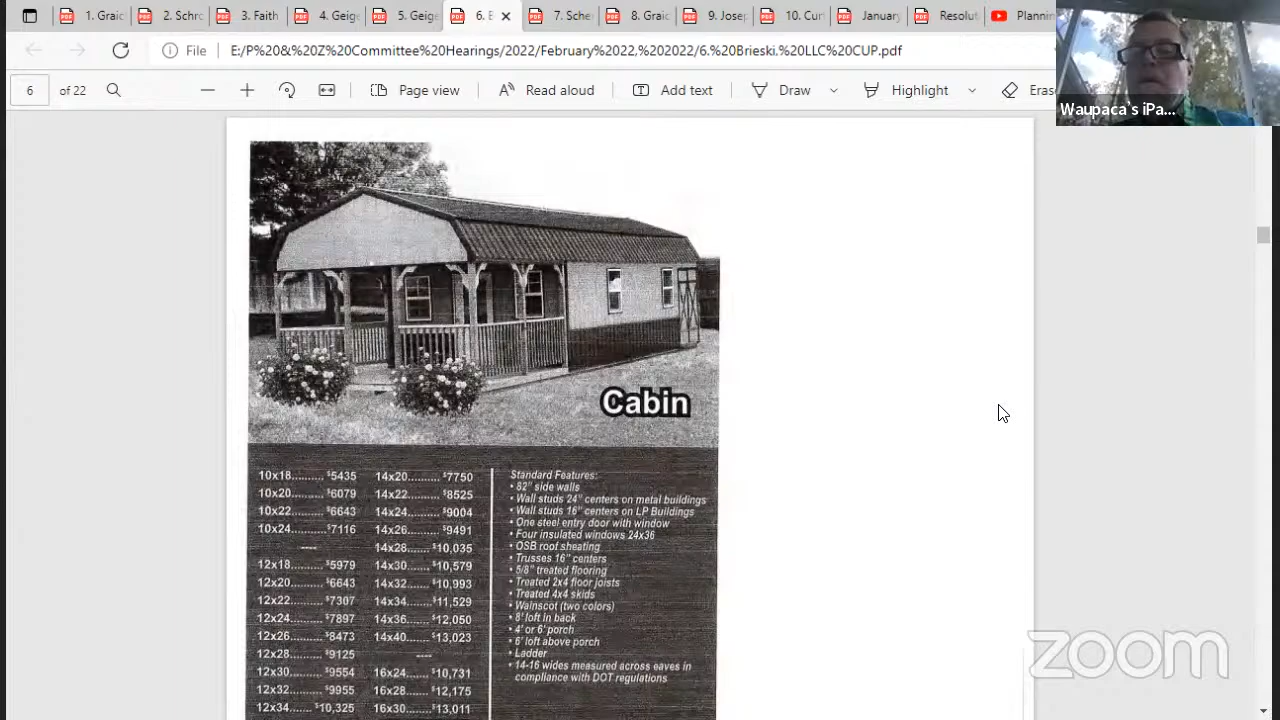 1. Graic
2. Schro
3. Faith
4. Geige
5. Geige
6. B
7. Sche
8. Graic
9. Josep
10. Curt
January
Resolut
Planning
File E:/P%20&%20Z%20Committee%20Hearings/2022/February%2022,%202022/6.%20Brieski.%20LLC%20CUP.pdf
Waupaca's iPa...
6 of 22 Page view Read aloud Add text Draw Highlight Eras
Cabin
10x18.......... $5435
10x20.......... $6079
10x22.......... $6643
10x24.......... $7116
----
12x18.......... $5979
12x20.......... $6643
12x22.......... $7307
12x24.......... $7897
12x26.......... $8473
12x28.......... $9125
12x30.......... $9554
12x32.......... $9955
12x34....... $10,325
14x20.......... $7750
14x22.......... $8525
14x24.......... $9004
14x26.......... $9491
14x28....... $10,035
14x30....... $10,579
14x32....... $10,993
14x34....... $11,529
14x36....... $12,050
14x40....... $13,023
----
16x24....... $10,731
16x28....... $12,175
16x30....... $13,011
Standard Features:
• 82" side walls
• Wall studs 24" centers on metal buildings
• Wall studs 16" centers on LP Buildings
• One steel entry door with window
• Four insulated windows 24x36
• OSB roof sheating
• Trusses 16" centers
• 5/8" treated flooring
• Treated 2x4 floor joists
• Treated 4x4 skids
• Wainscot (two colors)
• 8' loft in back
• 4' or 6' porch
• 6' loft above porch
• Ladder
• 14-16 wides measured across eaves in
compliance with DOT regulations
zoom